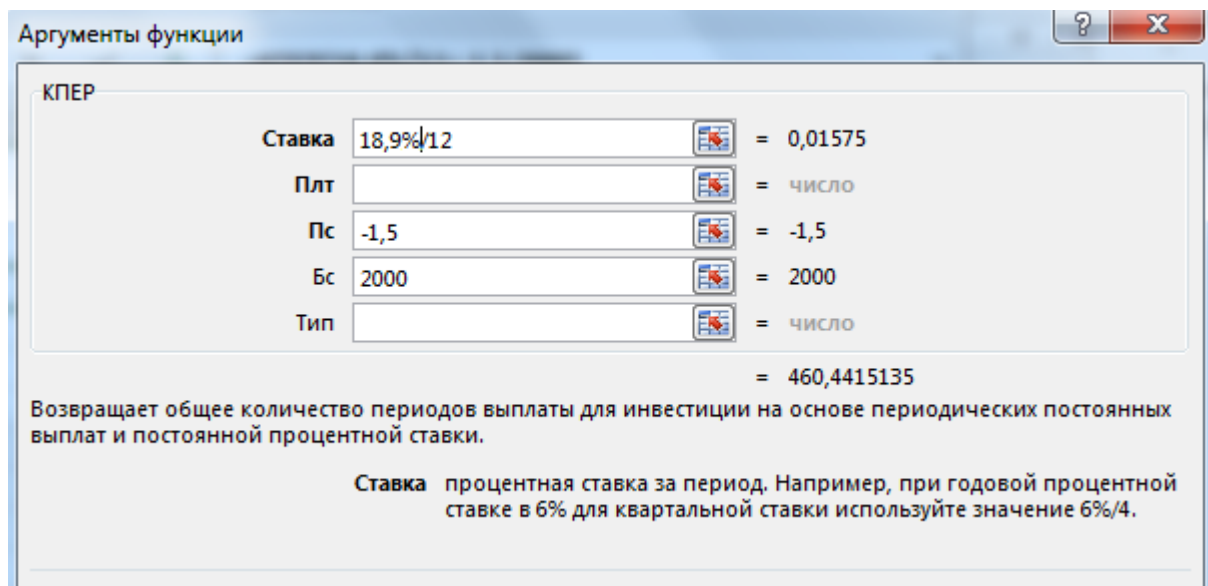 Аргументы функции
?
X
КПЕР
Ставка 18,9%/12 = 0,01575
Плт = число
Пс -1,5 = -1,5
Бс 2000 = 2000
Тип = число
= 460,4415135
Возвращает общее количество периодов выплаты для инвестиции на основе периодических постоянных
выплат и постоянной процентной ставки.
Ставка процентная ставка за период. Например, при годовой процентной
ставке в 6% для квартальной ставки используйте значение 6%/4.